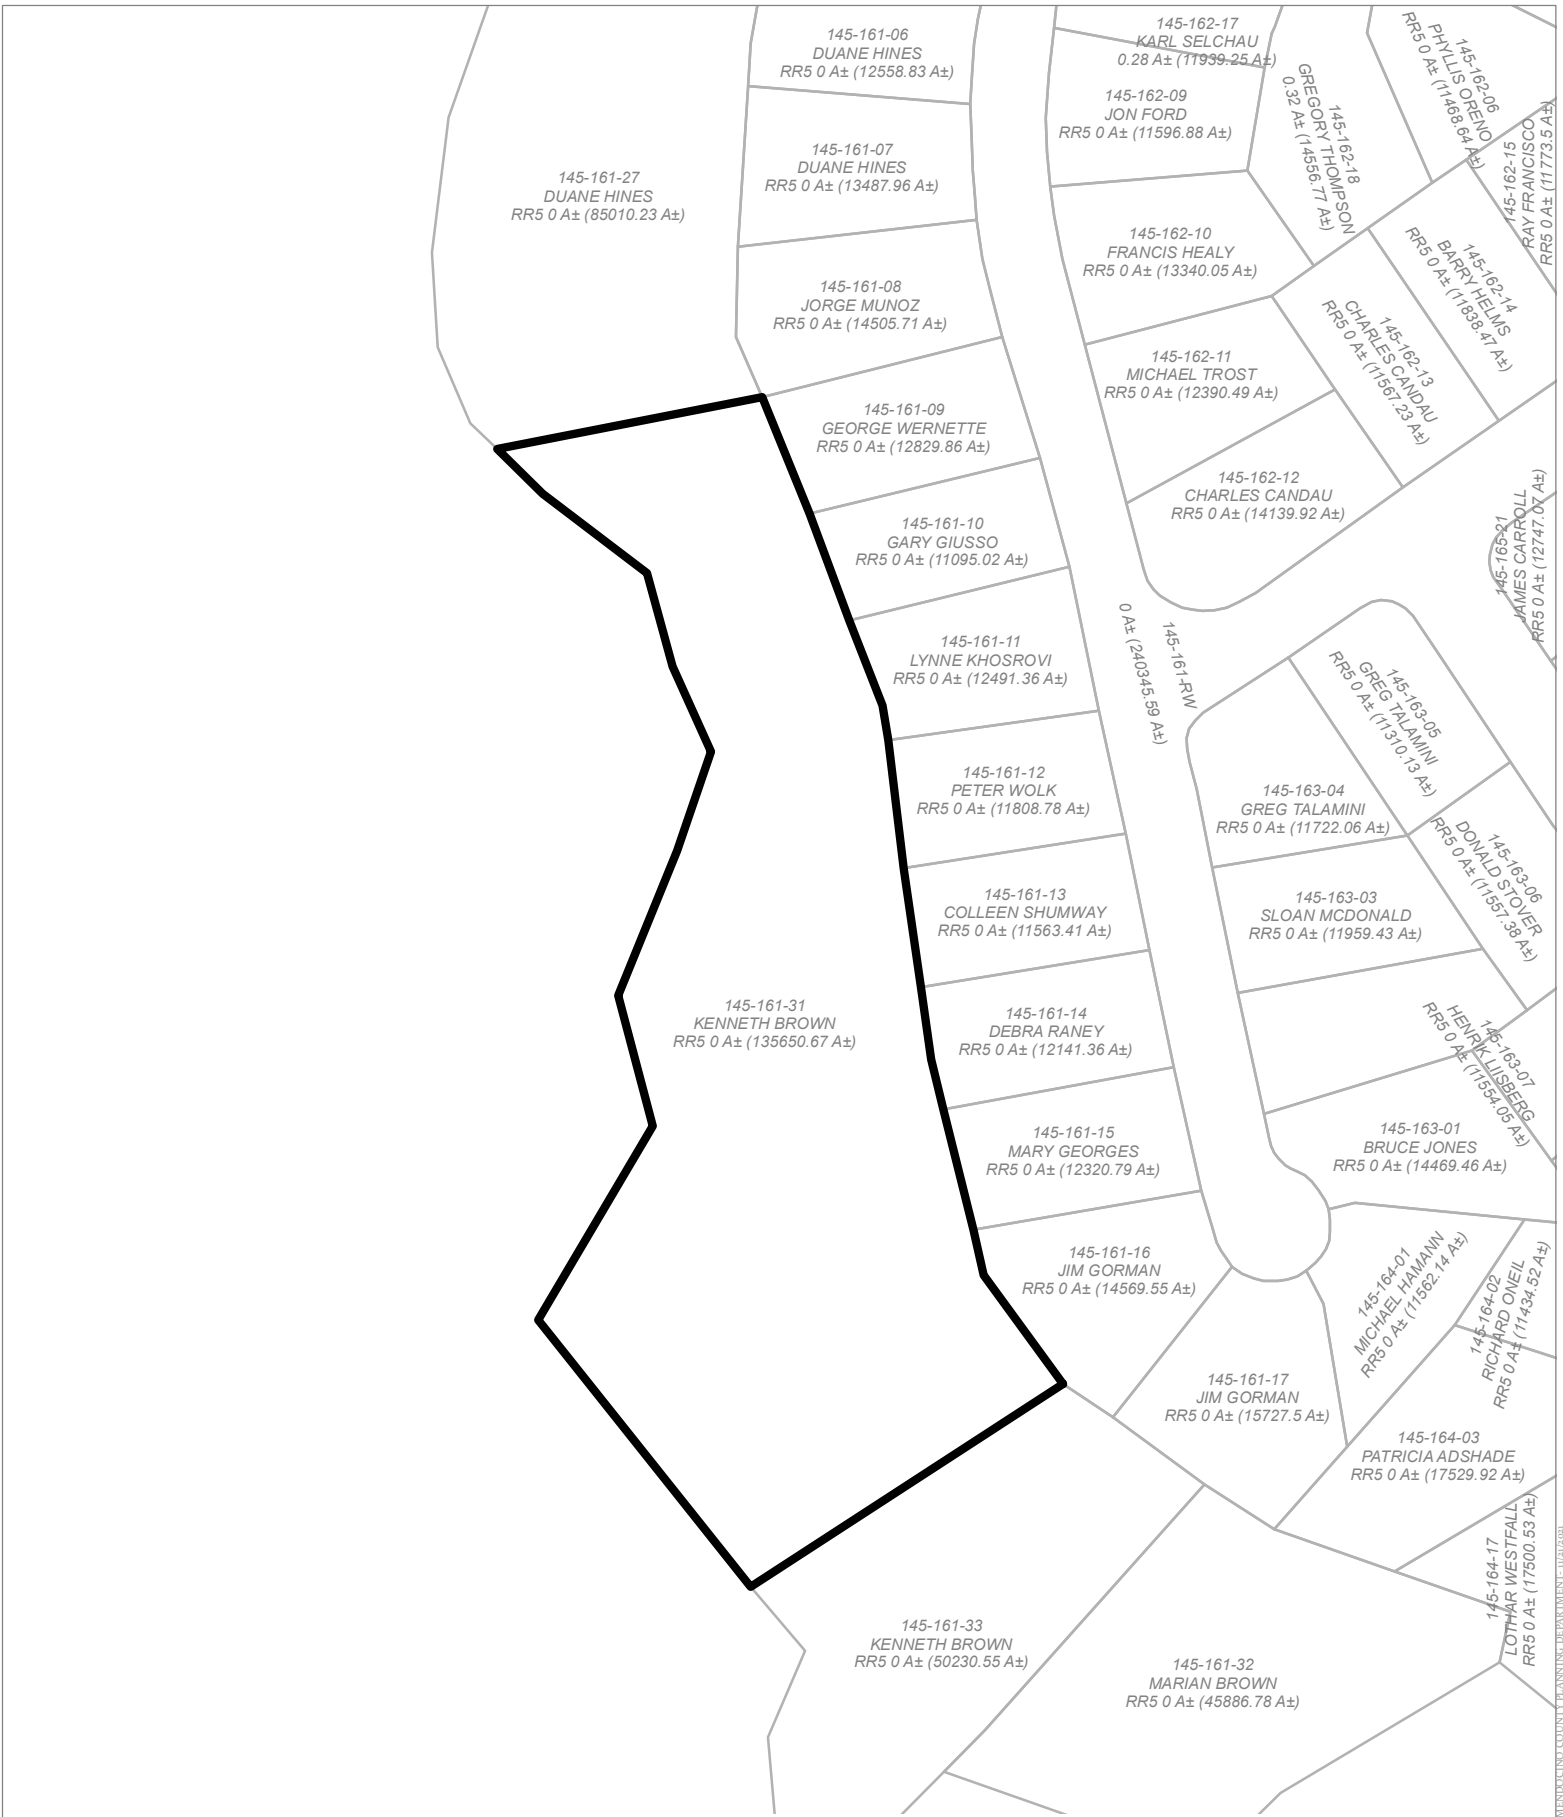 145-161-06
DUANE HINES
RR5 0 A± (12558.83 A±)
145-162-17
KARL SELCHAU
0.28 A± (11939.25 A±)
145-162-06
PHYLLIS ORENO
RR5 0 A± (11468.64 A±)
145-162-09
JON FORD
RR5 0 A± (11596.88 A±)
145-162-18
GREGORY THOMPSON
0.32 A± (14556.77 A±)
145-162-15
RAY FRANCISCO
RR5 0 A± (11773.5 A±)
145-161-07
DUANE HINES
RR5 0 A± (13487.96 A±)
145-161-27
DUANE HINES
RR5 0 A± (85010.23 A±)
145-162-10
FRANCIS HEALY
RR5 0 A± (13340.05 A±)
145-162-14
BARRY HELMS
RR5 0 A± (11838.47 A±)
145-161-08
JORGE MUNOZ
RR5 0 A± (14505.71 A±)
145-162-13
CHARLES CANDAU
RR5 0 A± (11567.23 A±)
145-162-11
MICHAEL TROST
RR5 0 A± (12390.49 A±)
145-161-09
GEORGE WERNETTE
RR5 0 A± (12829.86 A±)
145-162-12
CHARLES CANDAU
RR5 0 A± (14139.92 A±)
145-161-10
GARY GIUSSO
RR5 0 A± (11095.02 A±)
145-165-21
JAMES CARROLL
RR5 0 A± (12747.07 A±)
145-161-11
LYNNE KHOSROVI
RR5 0 A± (12491.36 A±)
145-161-RW
0 A± (240345.59 A±)
145-163-05
GREG TALAMINI
RR5 0 A± (11310.13 A±)
145-161-12
PETER WOLK
RR5 0 A± (11808.78 A±)
145-163-04
GREG TALAMINI
RR5 0 A± (11722.06 A±)
145-163-06
DONALD STOVER
RR5 0 A± (11557.38 A±)
145-161-13
COLLEEN SHUMWAY
RR5 0 A± (11563.41 A±)
145-163-03
SLOAN MCDONALD
RR5 0 A± (11959.43 A±)
145-161-31
KENNETH BROWN
RR5 0 A± (135650.67 A±)
145-161-14
DEBRA RANEY
RR5 0 A± (12141.36 A±)
145-163-07
HENRIK LIISBERG
RR5 0 A± (11554.05 A±)
145-161-15
MARY GEORGES
RR5 0 A± (12320.79 A±)
145-163-01
BRUCE JONES
RR5 0 A± (14469.46 A±)
145-161-16
JIM GORMAN
RR5 0 A± (14569.55 A±)
145-164-01
MICHAEL HAMANN
RR5 0 A± (11562.14 A±)
145-164-02
RICHARD ONEIL
RR5 0 A± (11434.52 A±)
145-161-17
JIM GORMAN
RR5 0 A± (15727.5 A±)
145-164-03
PATRICIA ADSHADE
RR5 0 A± (17529.92 A±)
145-164-17
LOTHAR WESTFALL
RR5 0 A± (17500.53 A±)
145-161-33
KENNETH BROWN
RR5 0 A± (50230.55 A±)
145-161-32
MARIAN BROWN
RR5 0 A± (45886.78 A±)
MENDOCINO COUNTY PLANNING DEPARTMENT- 11/21/2021